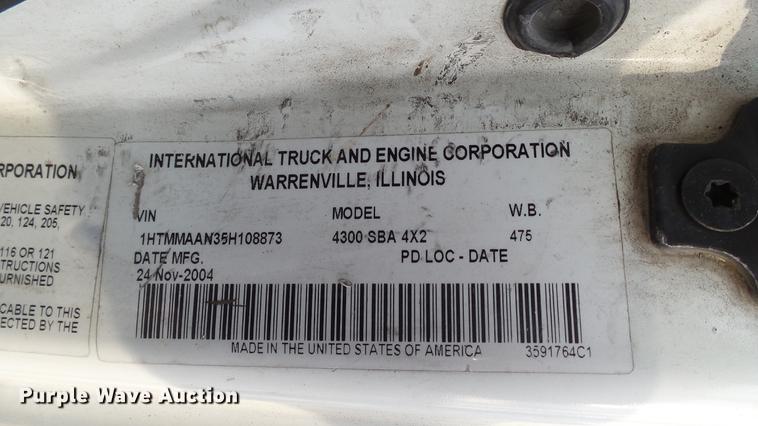 RPORATION
VEHICLE SAFETY
20, 124, 205,
116 OR 121
TRUCTIONS
URNISHED
CABLE TO THIS
ECTED BY THE
INTERNATIONAL TRUCK AND ENGINE CORPORATION
WARRENVILLE, ILLINOIS
VIN MODEL W.B.
1HTMMAAN35H108873 4300 SBA 4X2 475
DATE MFG. PD LOC - DATE
24 Nov-2004
MADE IN THE UNITED STATES OF AMERICA 3591764C1
Purple Wave Auction